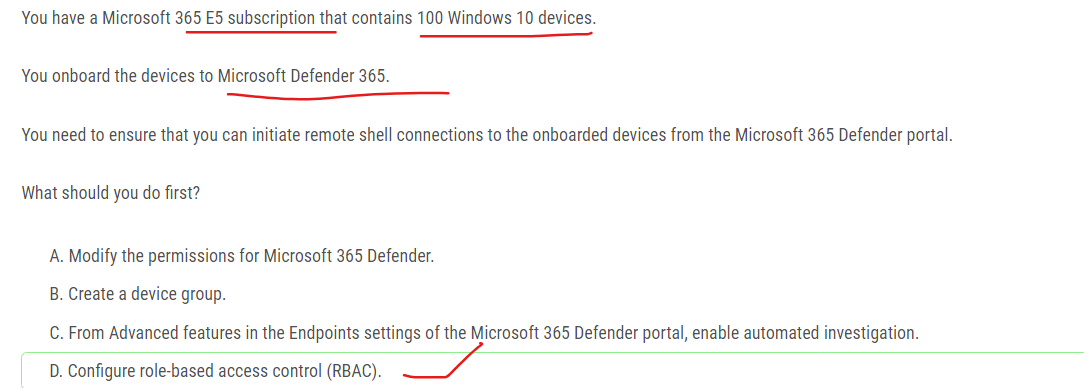 You have a Microsoft 365 E5 subscription that contains 100 Windows 10 devices.
You onboard the devices to Microsoft Defender 365.
You need to ensure that you can initiate remote shell connections to the onboarded devices from the Microsoft 365 Defender portal.
What should you do first?
A. Modify the permissions for Microsoft 365 Defender.
B. Create a device group.
C. From Advanced features in the Endpoints settings of the Microsoft 365 Defender portal, enable automated investigation.
D. Configure role-based access control (RBAC).